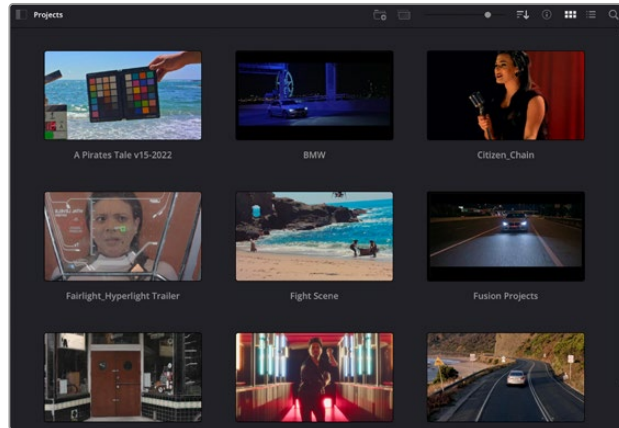 Projects
A Pirates Tale v15-2022
BMW
Citizen_Chain
Fairlight_Hyperlight Trailer
Fight Scene
Fusion Projects